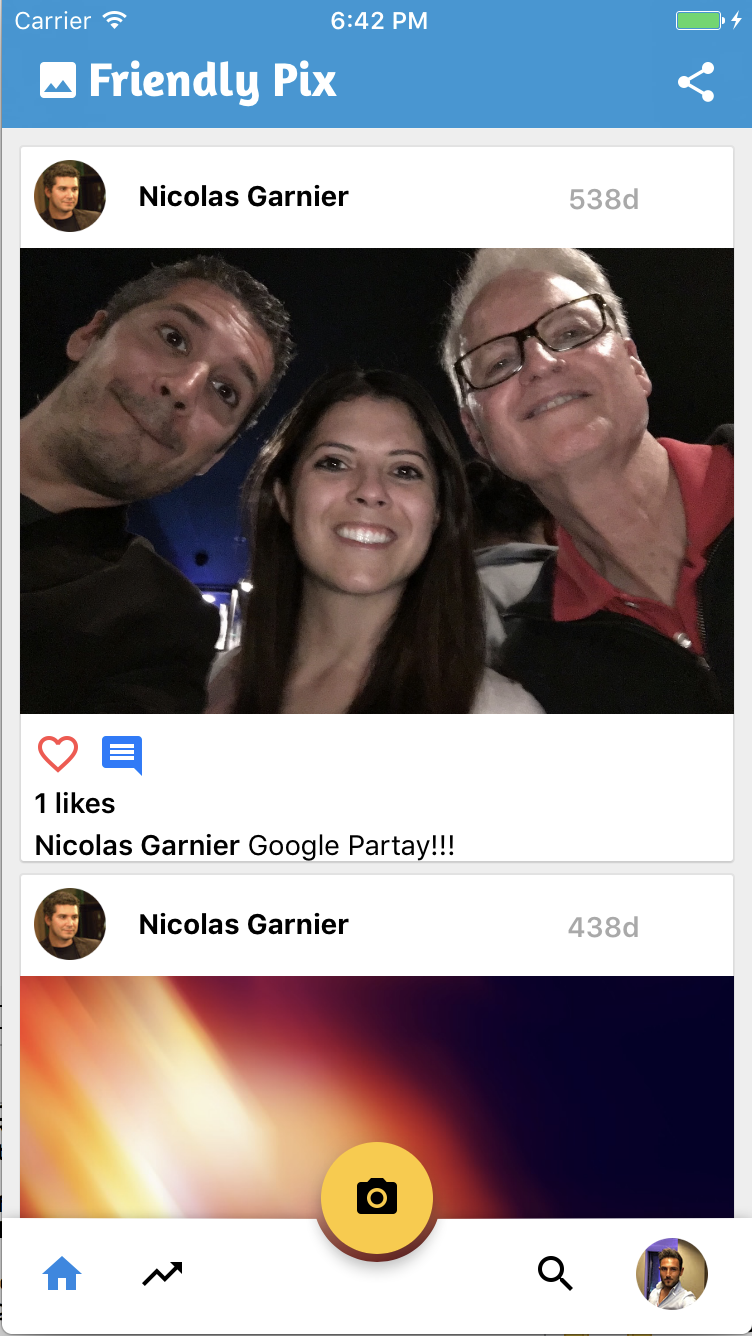 Carrier 6:42 PM
Friendly Pix
Nicolas Garnier 538d
1 likes
Nicolas Garnier Google Partay!!!
Nicolas Garnier 438d